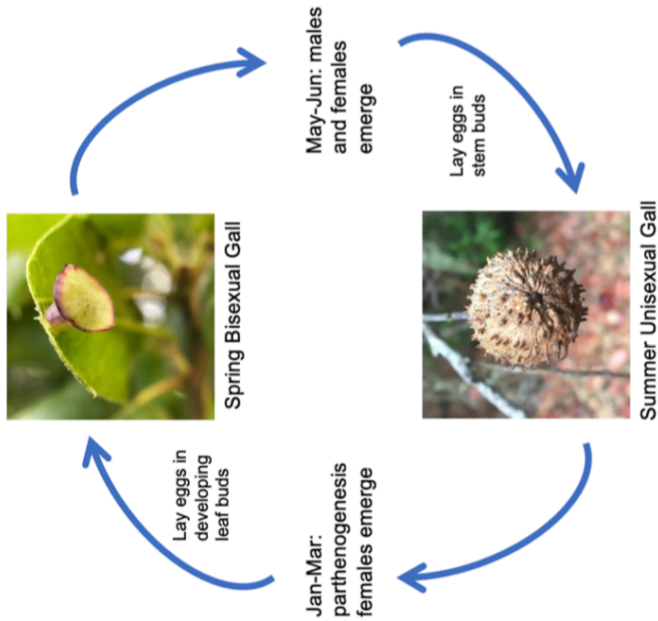 Spring Bisexual Gall
May-Jun: males
and females
emerge
Lay eggs in
stem buds
Summer Unisexual Gall
Jan-Mar:
parthenogenesis
females emerge
Lay eggs in
developing
leaf buds